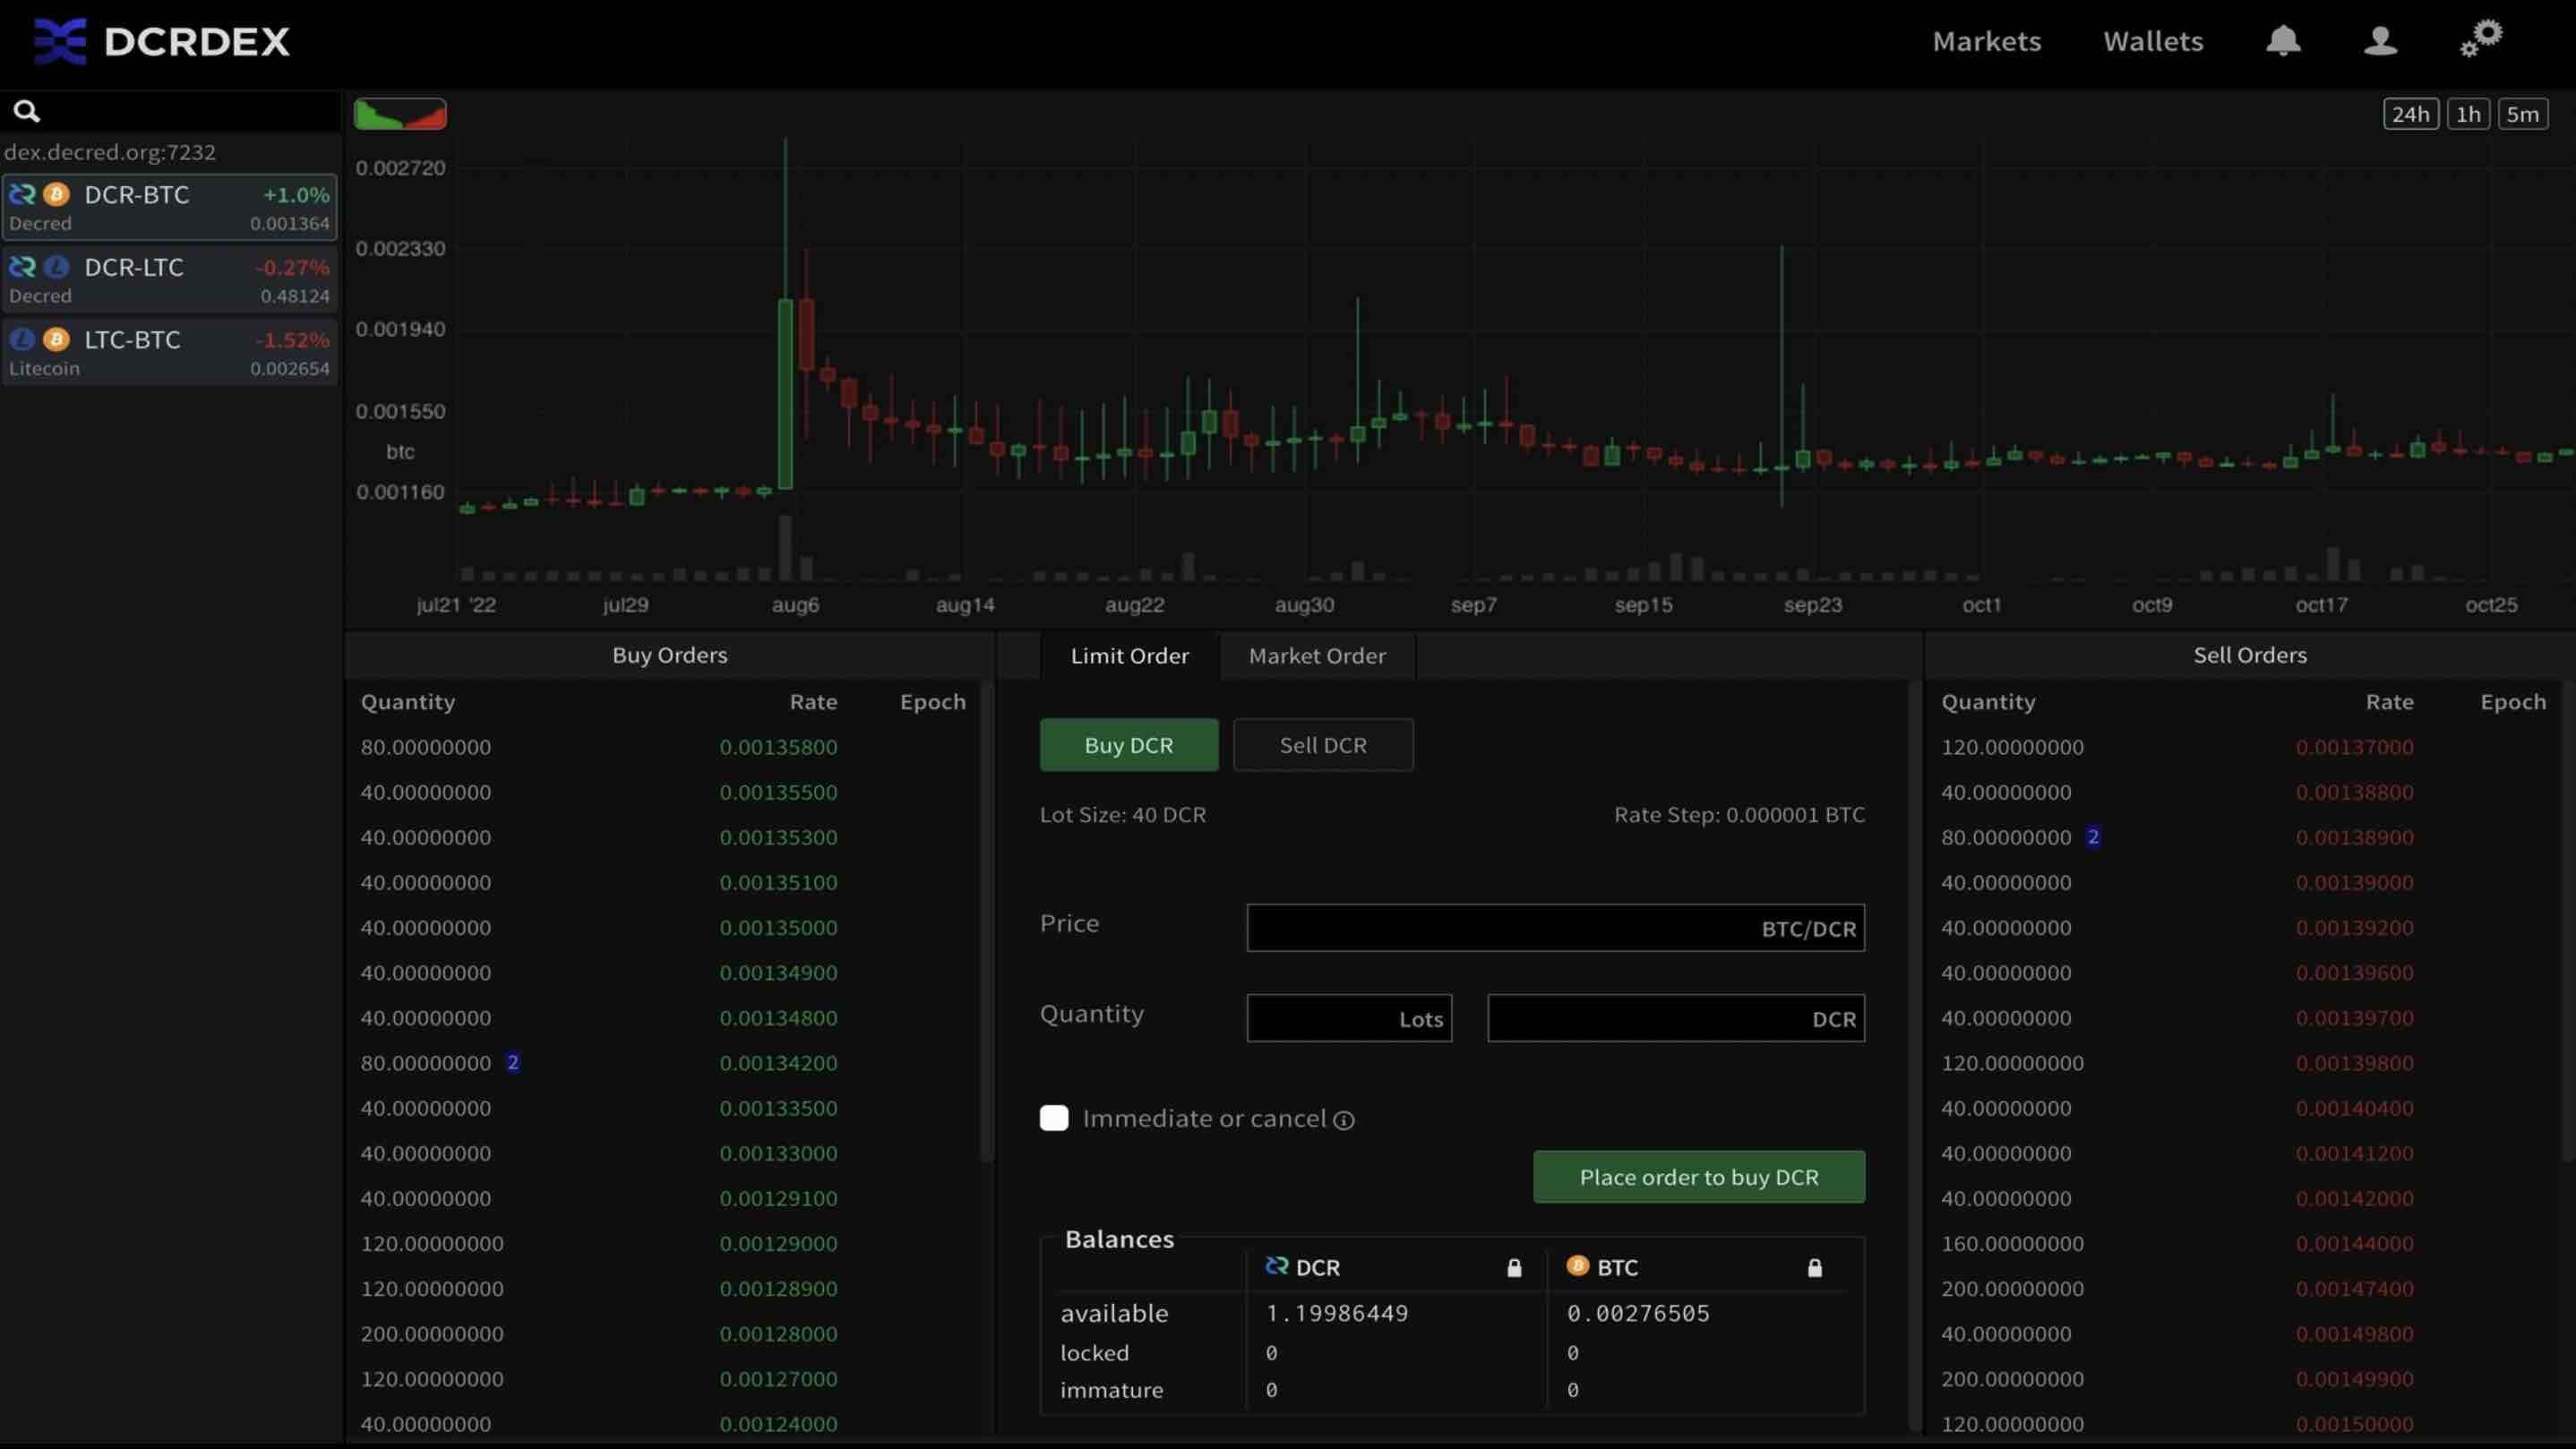 DCRDEX
Markets
Wallets
dex.decred.org:7232
DCR-BTC +1.0%
Decred 0.001364
DCR-LTC -0.27%
Decred 0.48124
LTC-BTC -1.52%
Litecoin 0.002654
24h 1h 5m
0.002720
0.002330
0.001940
0.001550
btc
0.001160
jul21 '22 jul29 aug6 aug14 aug22 aug30 sep7 sep15 sep23 oct1 oct9 oct17 oct25
Buy Orders
Quantity Rate Epoch
80.00000000 0.00135800
40.00000000 0.00135500
40.00000000 0.00135300
40.00000000 0.00135100
40.00000000 0.00135000
40.00000000 0.00134900
40.00000000 0.00134800
80.00000000 2 0.00134200
40.00000000 0.00133500
40.00000000 0.00133000
40.00000000 0.00129100
120.00000000 0.00129000
120.00000000 0.00128900
200.00000000 0.00128000
120.00000000 0.00127000
40.00000000 0.00124000
Limit Order Market Order
Buy DCR Sell DCR
Lot Size: 40 DCR Rate Step: 0.000001 BTC
Price BTC/DCR
Quantity Lots DCR
Immediate or cancel
Place order to buy DCR
Balances
DCR BTC
available 1.19986449 0.00276505
locked 0 0
immature 0 0
Sell Orders
Quantity Rate Epoch
120.00000000 0.00137000
40.00000000 0.00138800
80.00000000 2 0.00138900
40.00000000 0.00139000
40.00000000 0.00139200
40.00000000 0.00139600
40.00000000 0.00139700
120.00000000 0.00139800
40.00000000 0.00140400
40.00000000 0.00141200
40.00000000 0.00142000
160.00000000 0.00144000
200.00000000 0.00147400
40.00000000 0.00149800
200.00000000 0.00149900
120.00000000 0.00150000